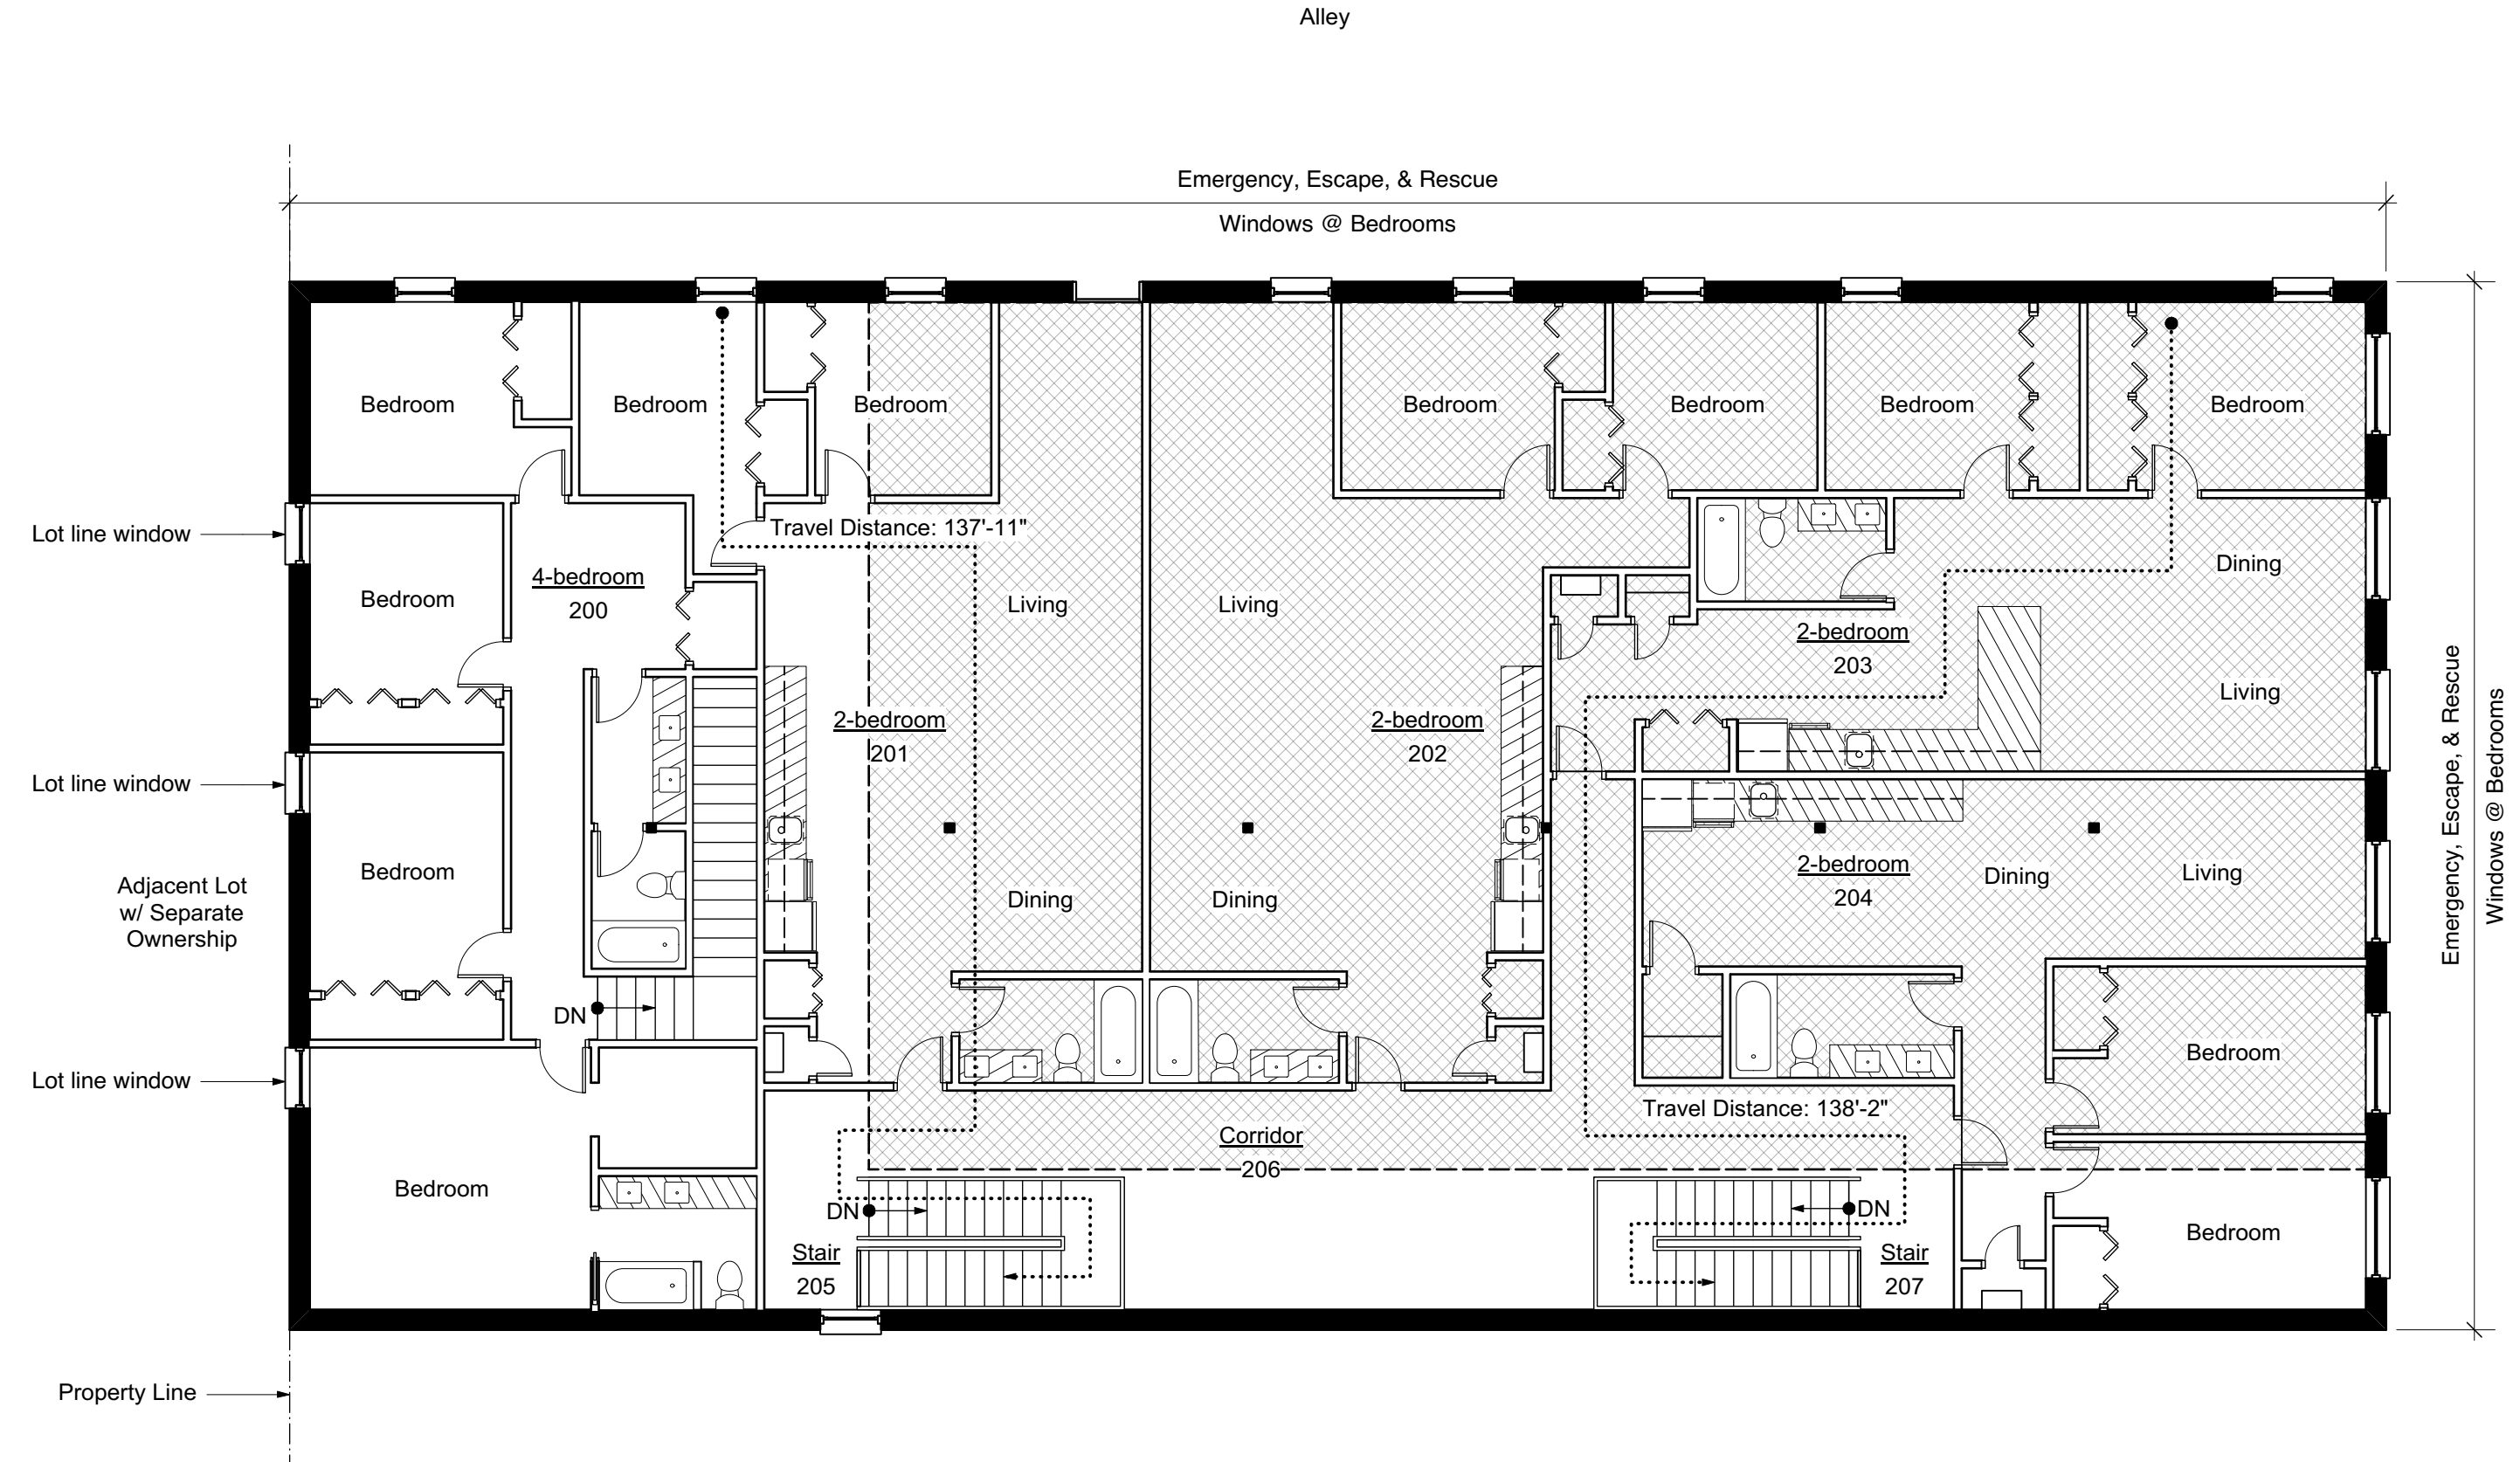 Alley
Emergency, Escape, & Rescue
Windows @ Bedrooms
Bedroom
Bedroom
Bedroom
Bedroom
Bedroom
Bedroom
Bedroom
Lot line window
Travel Distance: 137'-11"
4-bedroom
200
Bedroom
Living
Living
Dining
2-bedroom
203
Living
2-bedroom
201
2-bedroom
202
Lot line window
Bedroom
Adjacent Lot
w/ Separate
Ownership
Dining
Dining
2-bedroom
204
Dining
Living
Emergency, Escape, & Rescue
Windows @ Bedrooms
DN
Bedroom
Lot line window
Travel Distance: 138'-2"
Corridor
206
Bedroom
DN
DN
Bedroom
Stair
205
Stair
207
Property Line